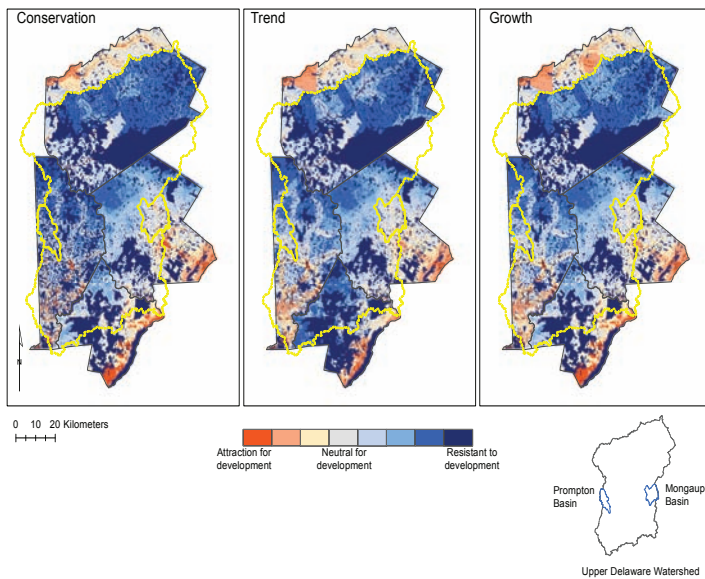 Conservation
Trend
Growth
N
0 10 20 Kilometers
Attraction for
development
Neutral for
development
Resistant to
development
Prompton
Basin
Mongaup
Basin
Upper Delaware Watershed